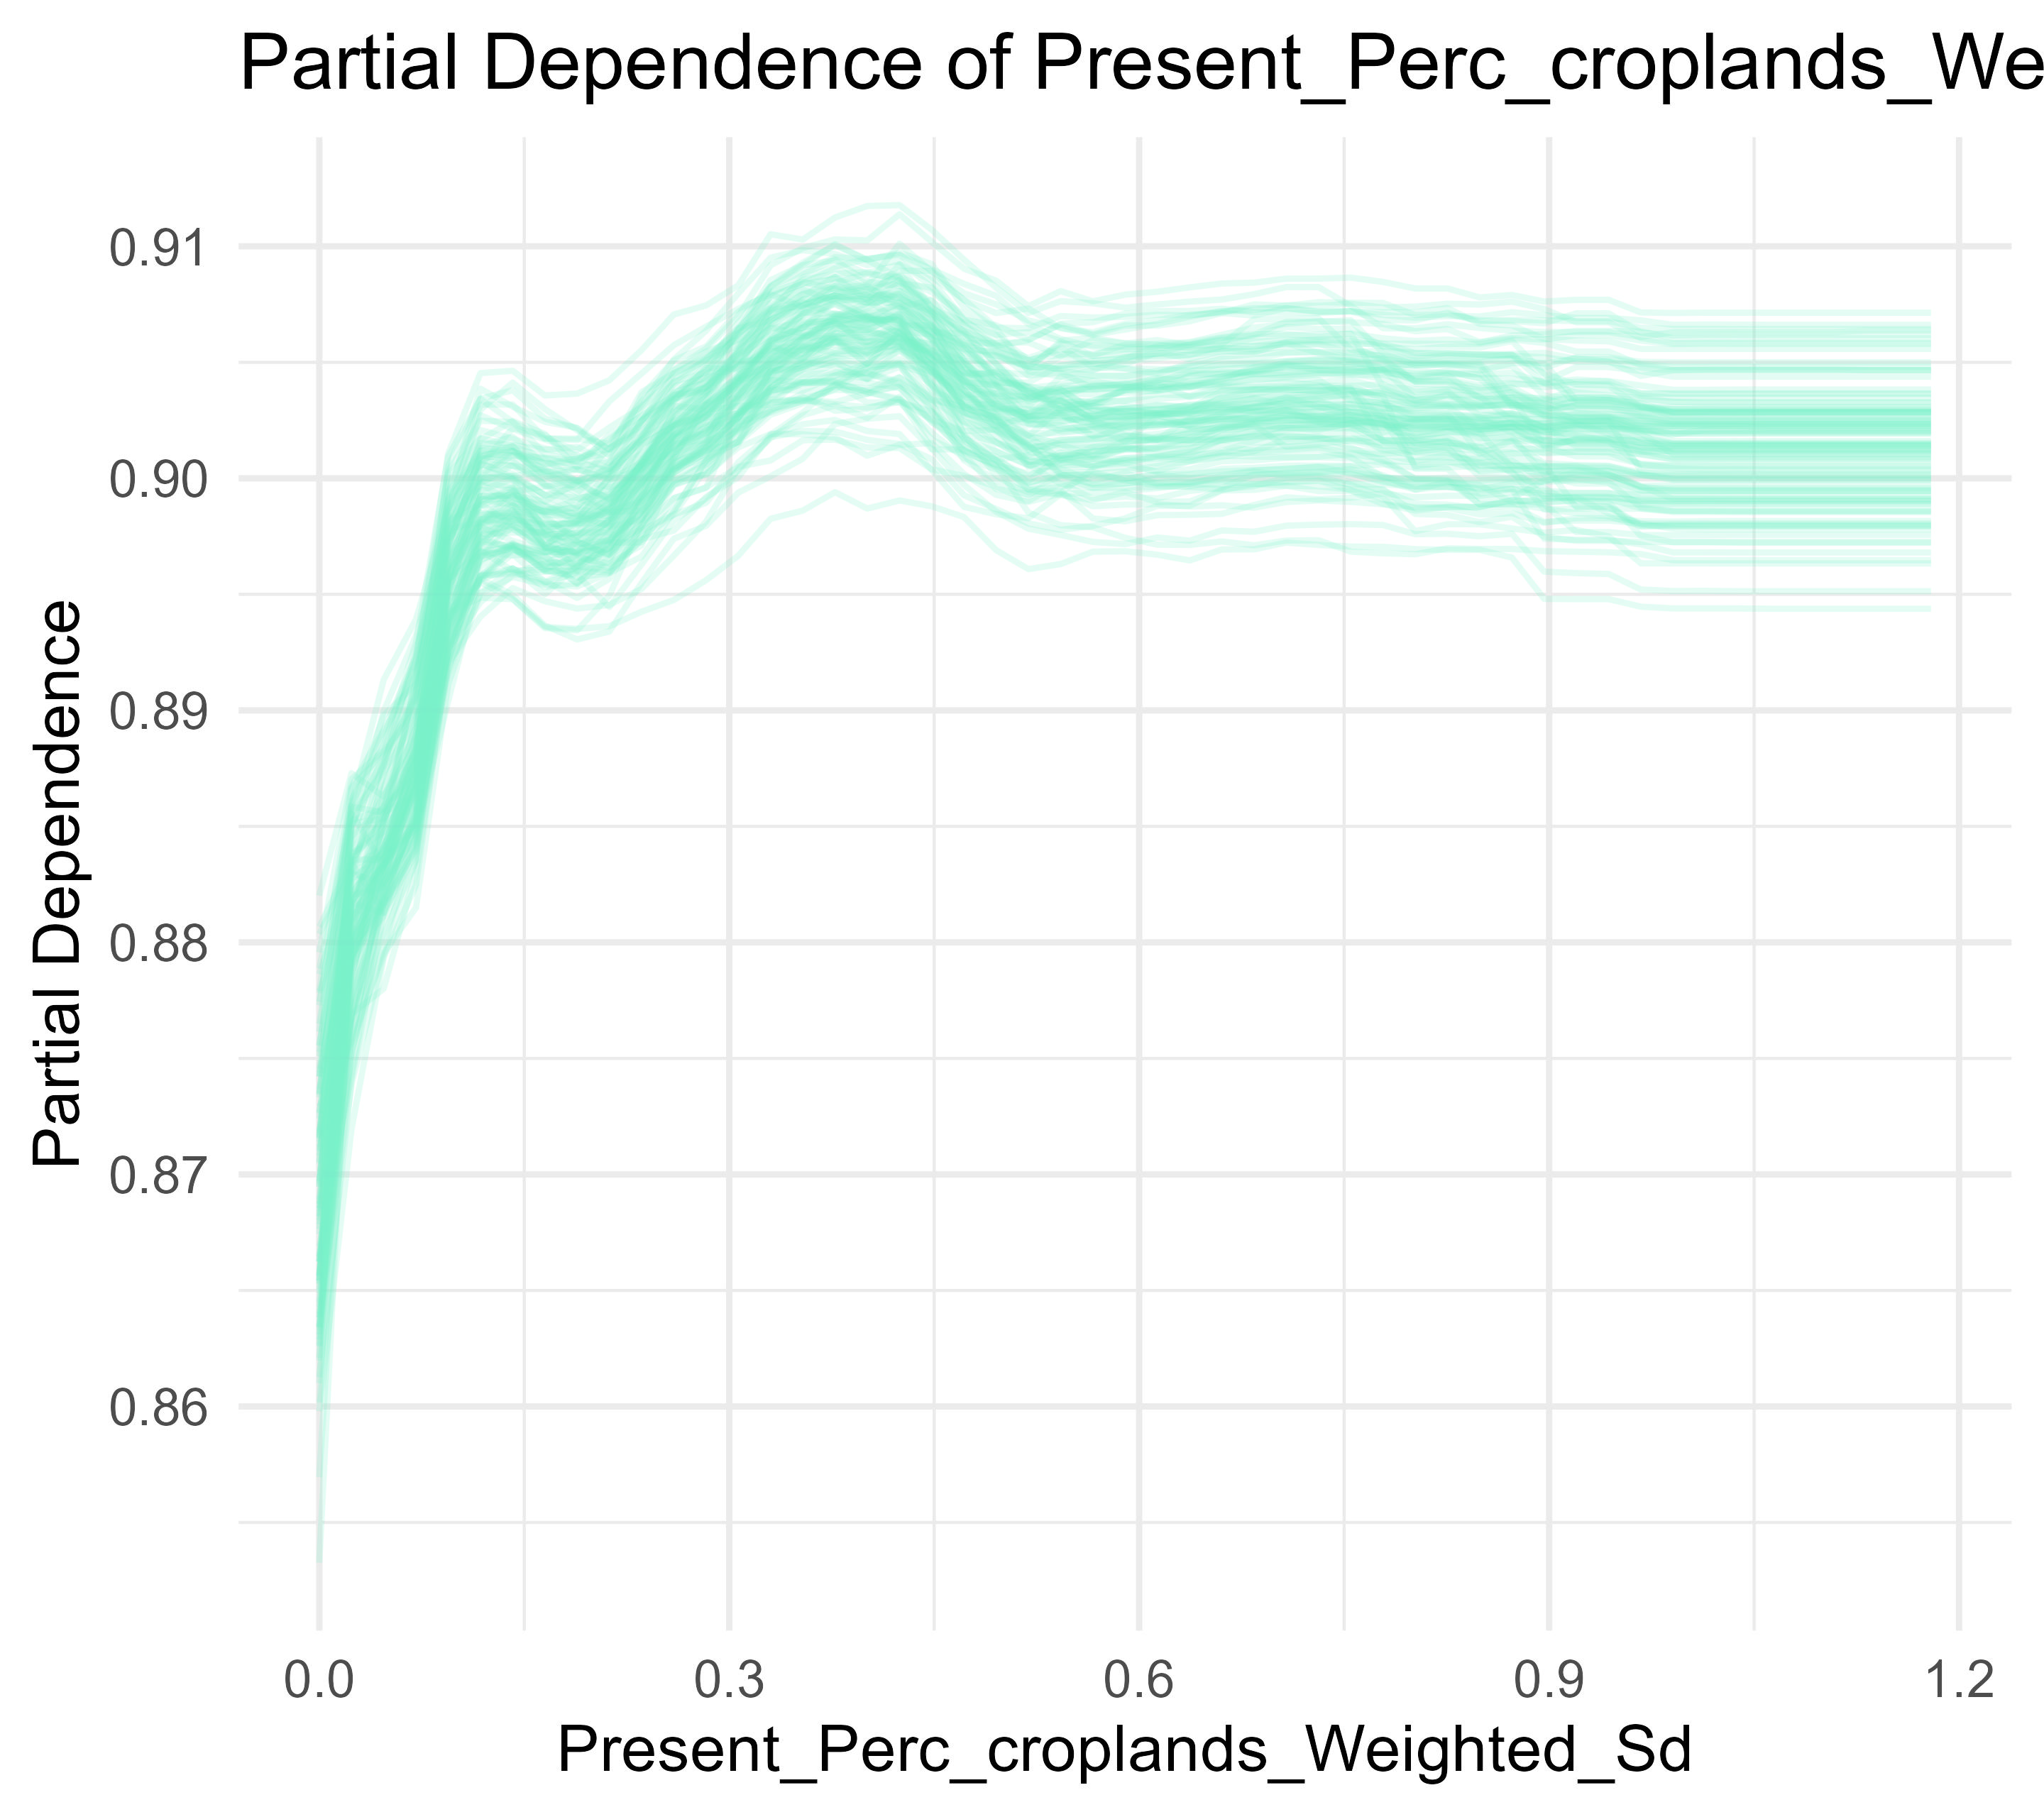 Partial Dependence of Present_Perc_croplands_We
Partial Dependence
0.91
0.90
0.89
0.88
0.87
0.86
0.0 0.3 0.6 0.9 1.2
Present_Perc_croplands_Weighted_Sd